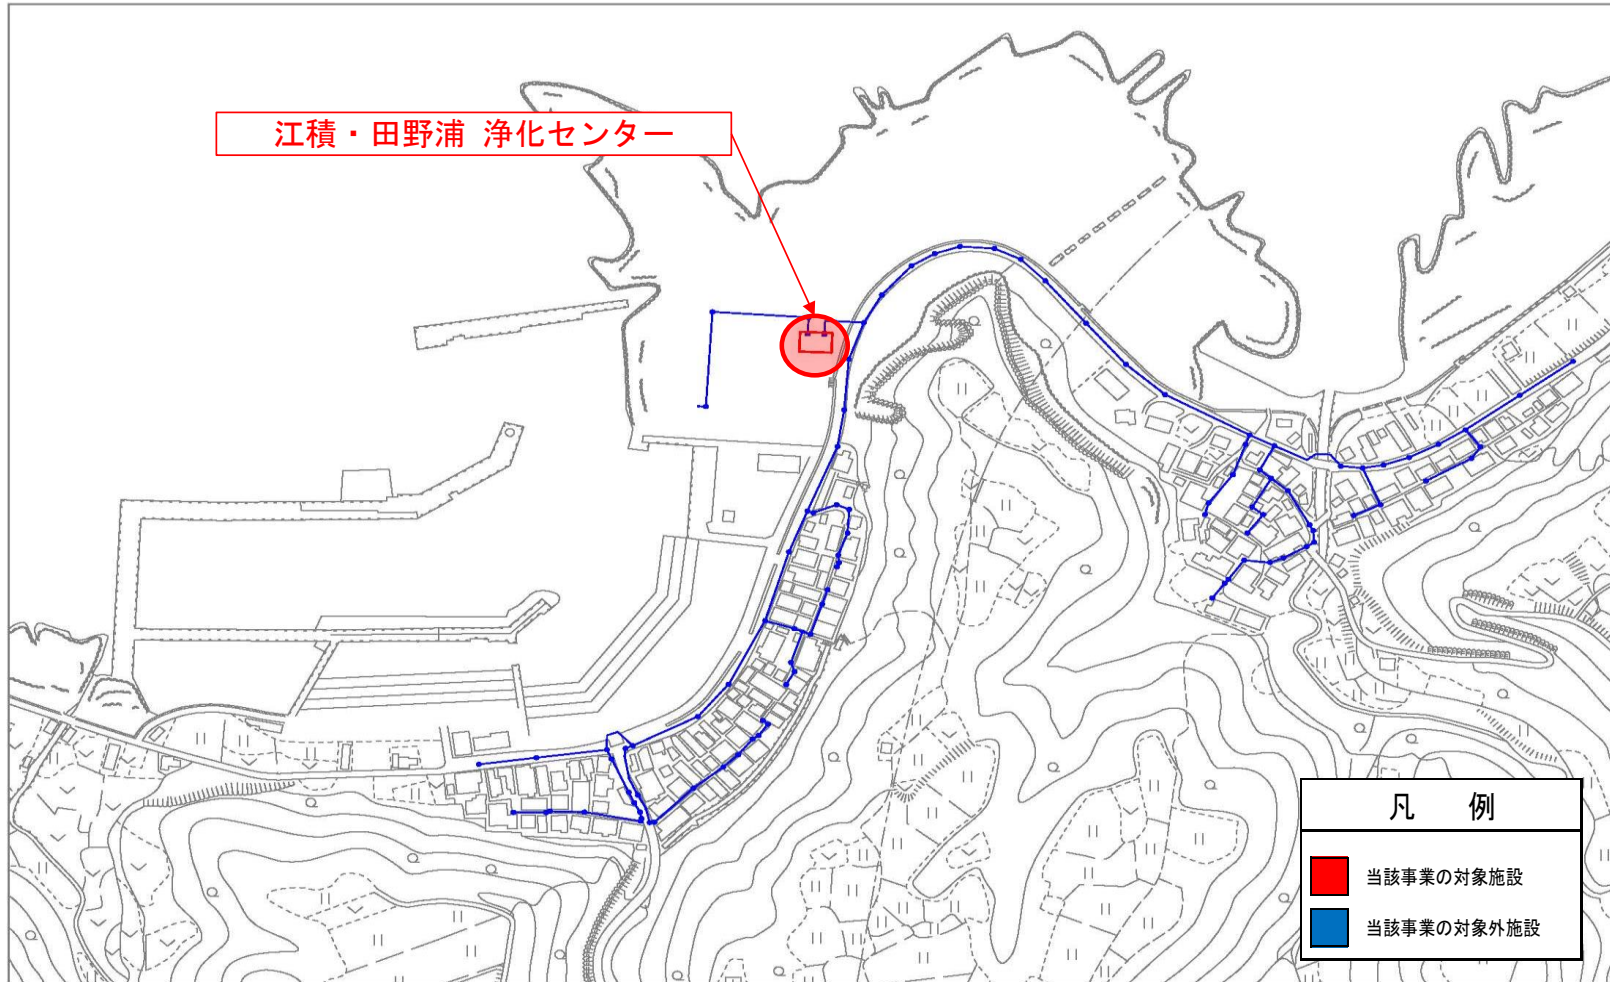 江積・田野浦 浄化センター
凡 例
当該事業の対象施設
当該事業の対象外施設